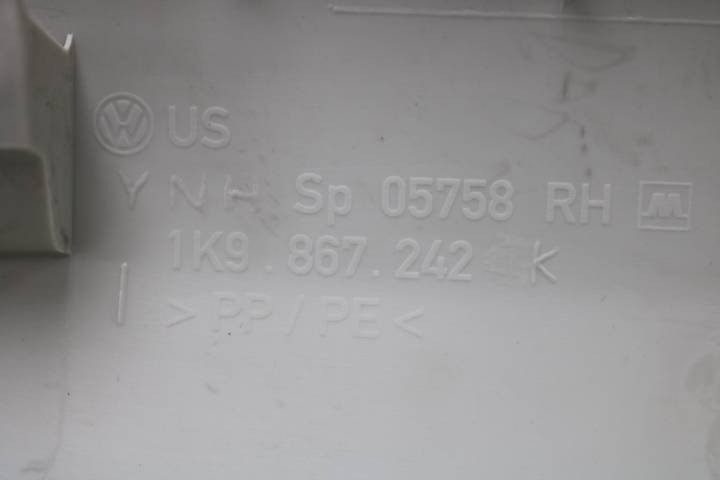 US
YNH Sp 05758 RH M
1K9.867.242 K
>PP/PE<